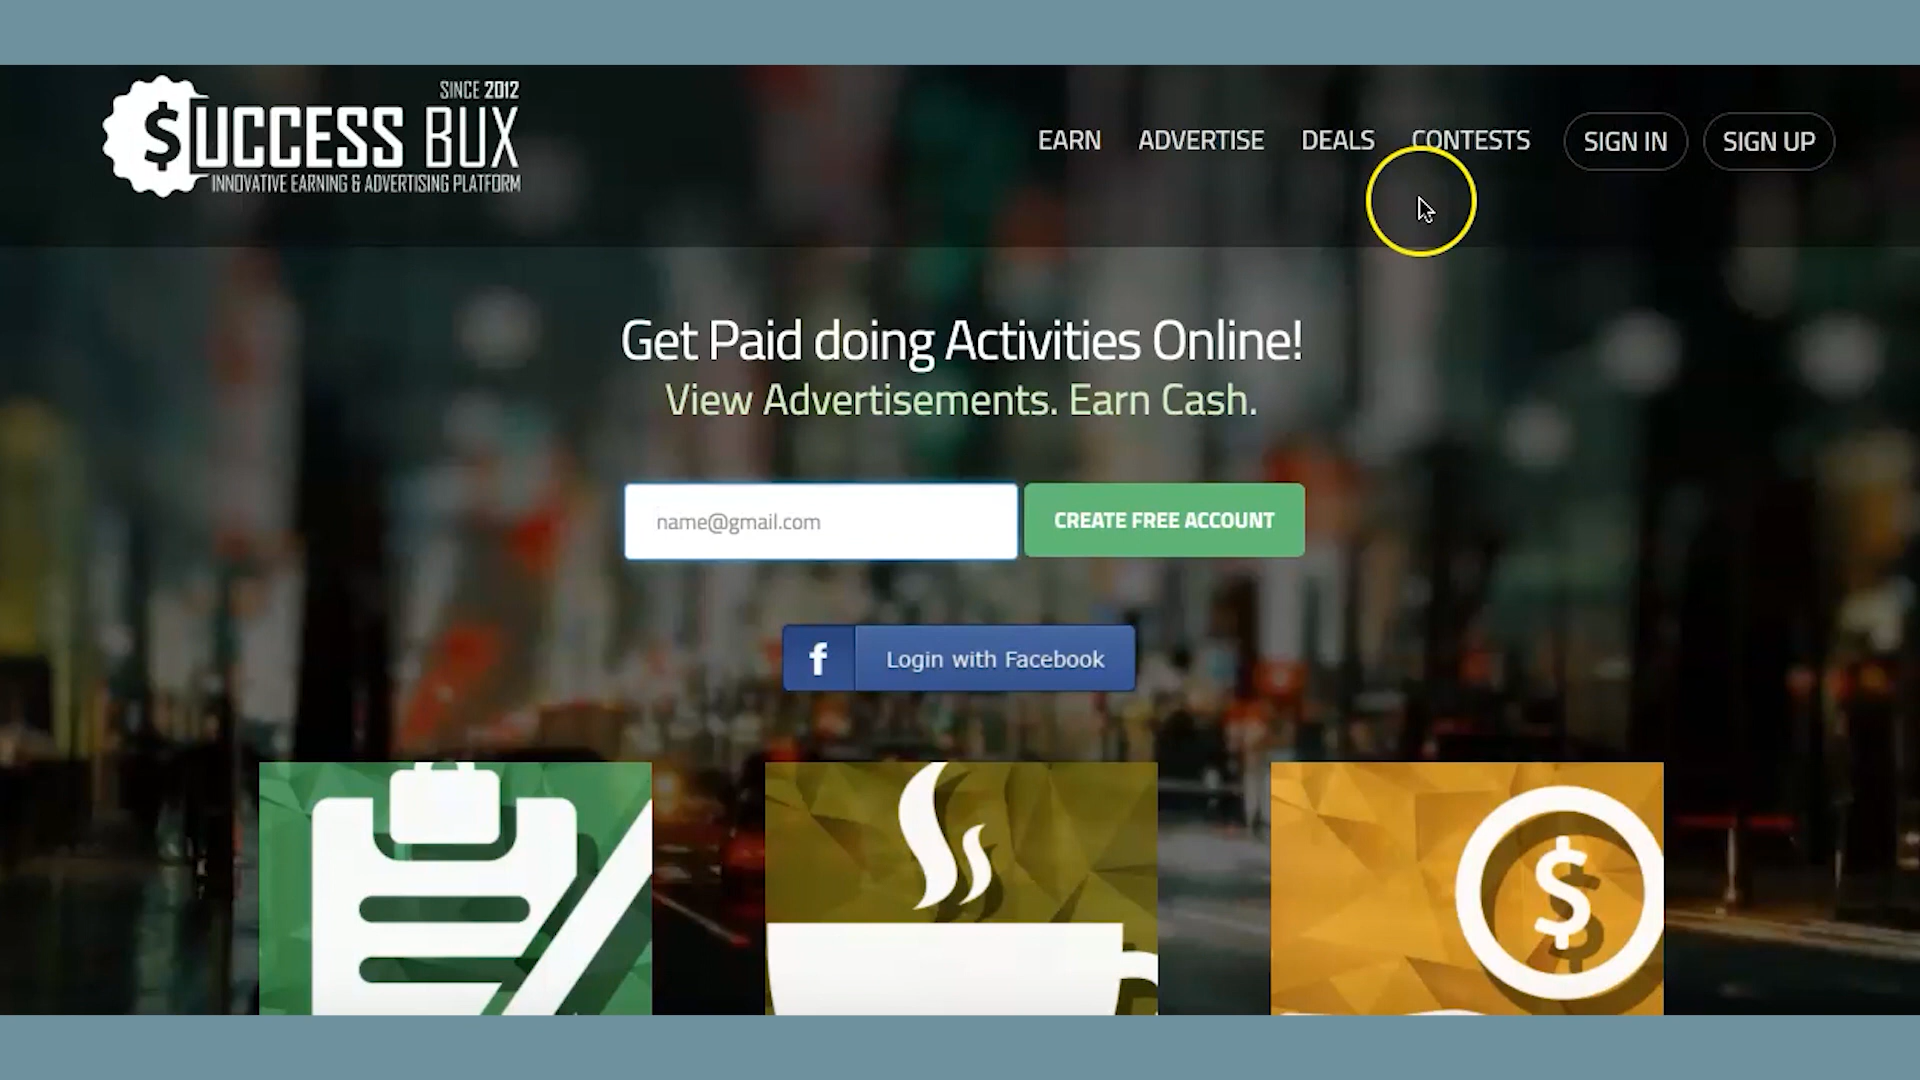 SINCE 2012
$UCCESS BUX
INNOVATIVE EARNING & ADVERTISING PLATFORM
EARN ADVERTISE DEALS CONTESTS SIGN IN SIGN UP
Get Paid doing Activities Online!
View Advertisements. Earn Cash.
name@gmail.com CREATE FREE ACCOUNT
f Login with Facebook
$